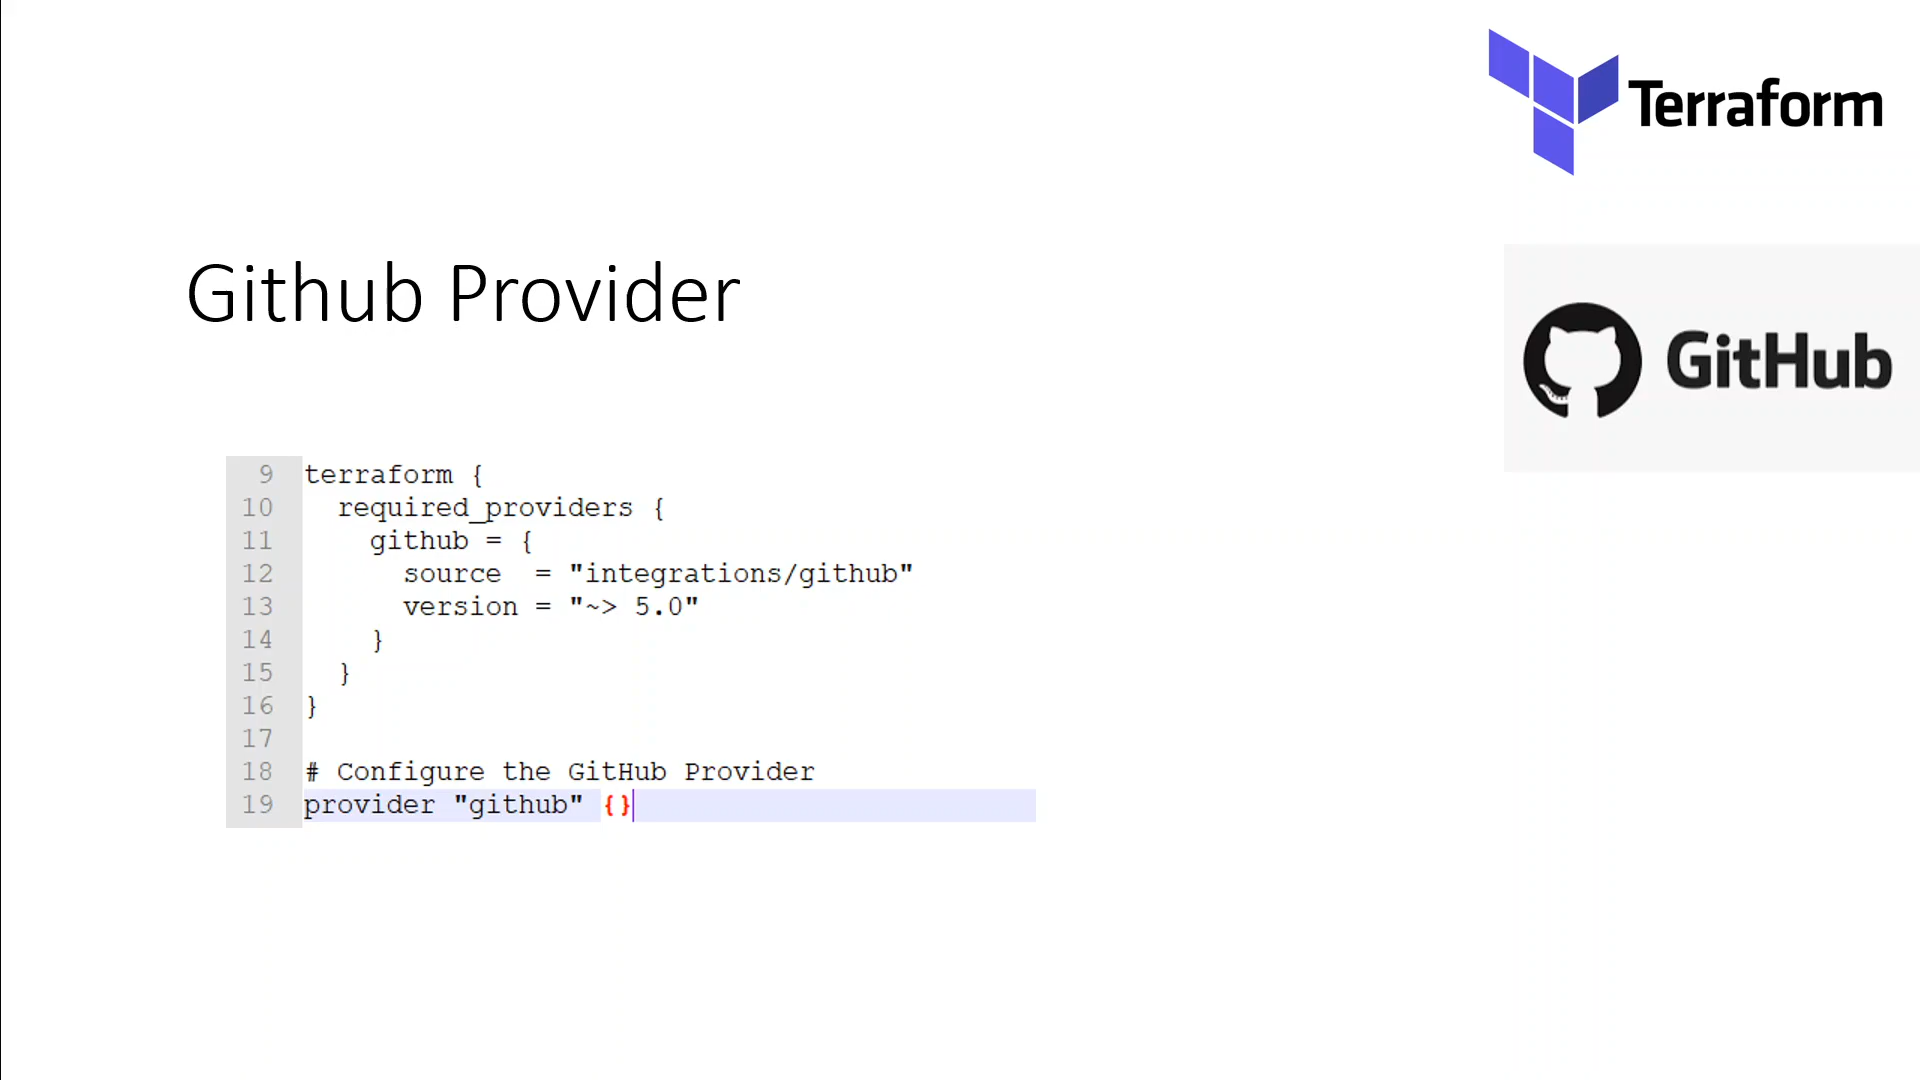 Terraform
Github Provider
GitHub
9 terraform {
10 required_providers {
11 github = {
12 source  = "integrations/github"
13 version = "~> 5.0"
14 }
15 }
16 }
17
18 # Configure the GitHub Provider
19 provider "github" {}